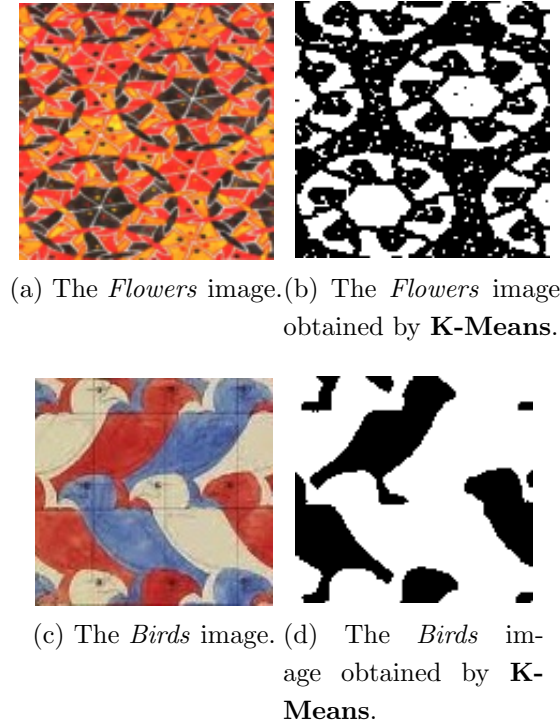 (a) The Flowers image.
(b) The Flowers image
obtained by K-Means.
(c) The Birds image.
(d) The Birds im-
age obtained by K-
Means.